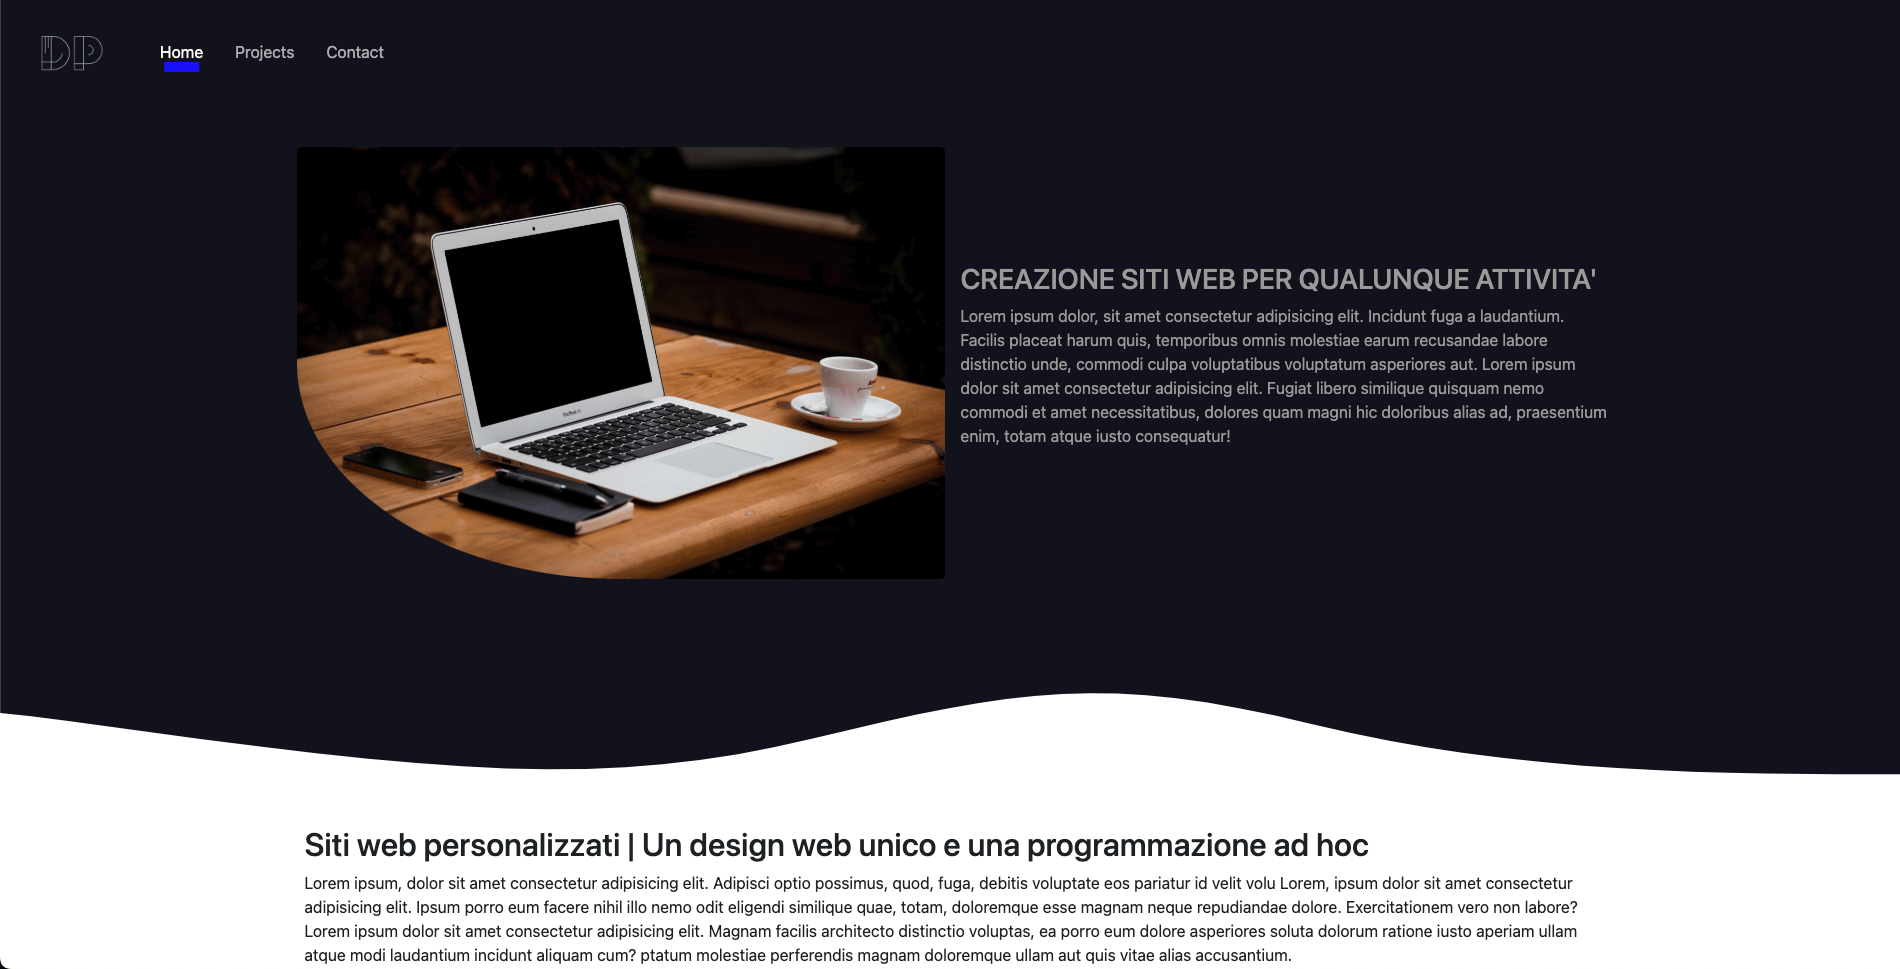 DP
Home Projects Contact
CREAZIONE SITI WEB PER QUALUNQUE ATTIVITA'
Lorem ipsum dolor, sit amet consectetur adipisicing elit. Incidunt fuga a laudantium.
Facilis placeat harum quis, temporibus omnis molestiae earum recusandae labore
distinctio unde, commodi culpa voluptatibus voluptatum asperiores aut. Lorem ipsum
dolor sit amet consectetur adipisicing elit. Fugiat libero similique quisquam nemo
commodi et amet necessitatibus, dolores quam magni hic doloribus alias ad, praesentium
enim, totam atque iusto consequatur!
Siti web personalizzati | Un design web unico e una programmazione ad hoc
Lorem ipsum, dolor sit amet consectetur adipisicing elit. Adipisci optio possimus, quod, fuga, debitis voluptate eos pariatur id velit volu Lorem, ipsum dolor sit amet consectetur
adipisicing elit. Ipsum porro eum facere nihil illo nemo odit eligendi similique quae, totam, doloremque esse magnam neque repudiandae dolore. Exercitationem vero non labore?
Lorem ipsum dolor sit amet consectetur adipisicing elit. Magnam facilis architecto distinctio voluptas, ea porro eum dolore asperiores soluta dolorum ratione iusto aperiam ullam
atque modi laudantium incidunt aliquam cum? ptatum molestiae perferendis magnam doloremque ullam aut quis vitae alias accusantium.